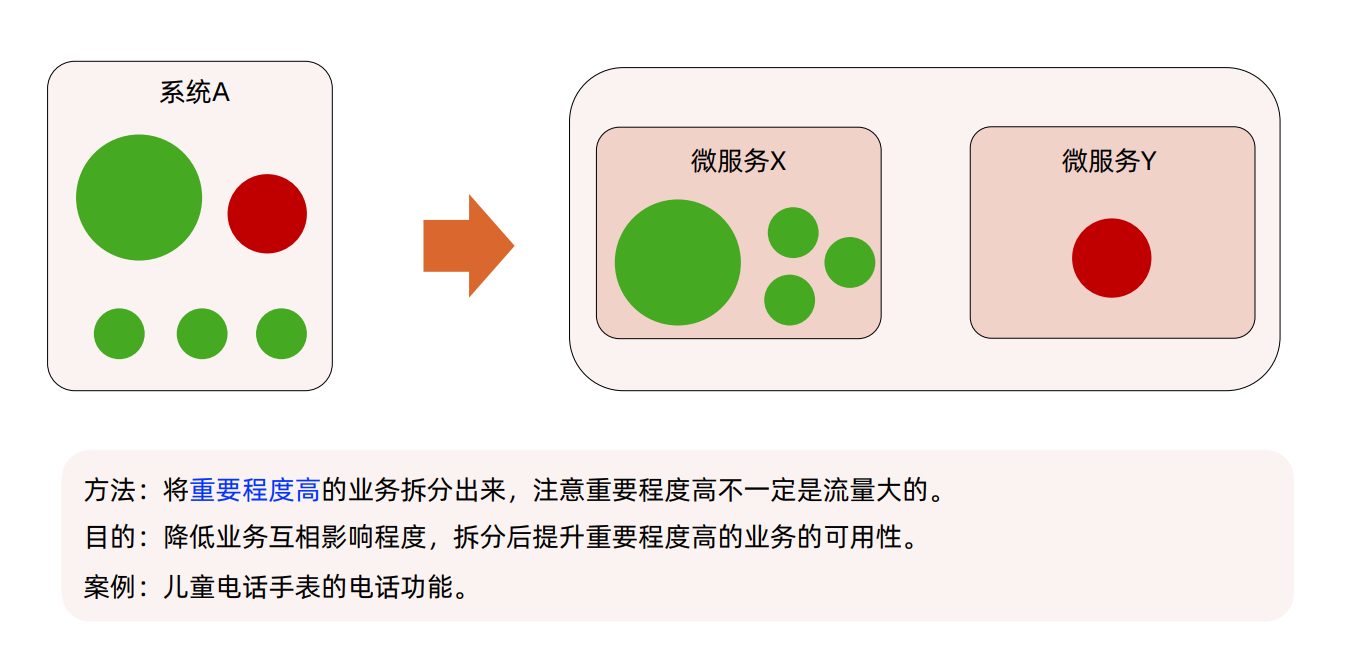 系统A
微服务X
微服务Y
方法：将重要程度高的业务拆分出来，注意重要程度高不一定是流量大的。
目的：降低业务互相影响程度，拆分后提升重要程度高的业务的可用性。
案例：儿童电话手表的电话功能。